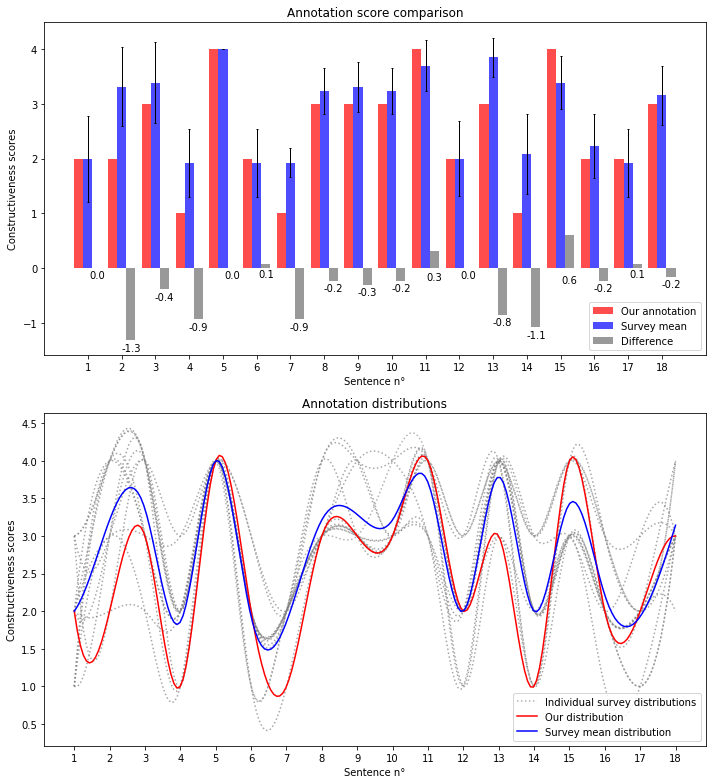 Annotation score comparison
Constructiveness scores
4
3
2
1
0
−1
0.0
-1.3
-0.4
-0.9
0.0
0.1
-0.9
-0.2
-0.3
-0.2
0.3
0.0
-0.8
-1.1
0.6
-0.2
0.1
-0.2
Our annotation
Survey mean
Difference
1 2 3 4 5 6 7 8 9 10 11 12 13 14 15 16 17 18
Sentence n°
Annotation distributions
Constructiveness scores
4.5
4.0
3.5
3.0
2.5
2.0
1.5
1.0
0.5
Individual survey distributions
Our distribution
Survey mean distribution
1 2 3 4 5 6 7 8 9 10 11 12 13 14 15 16 17 18
Sentence n°